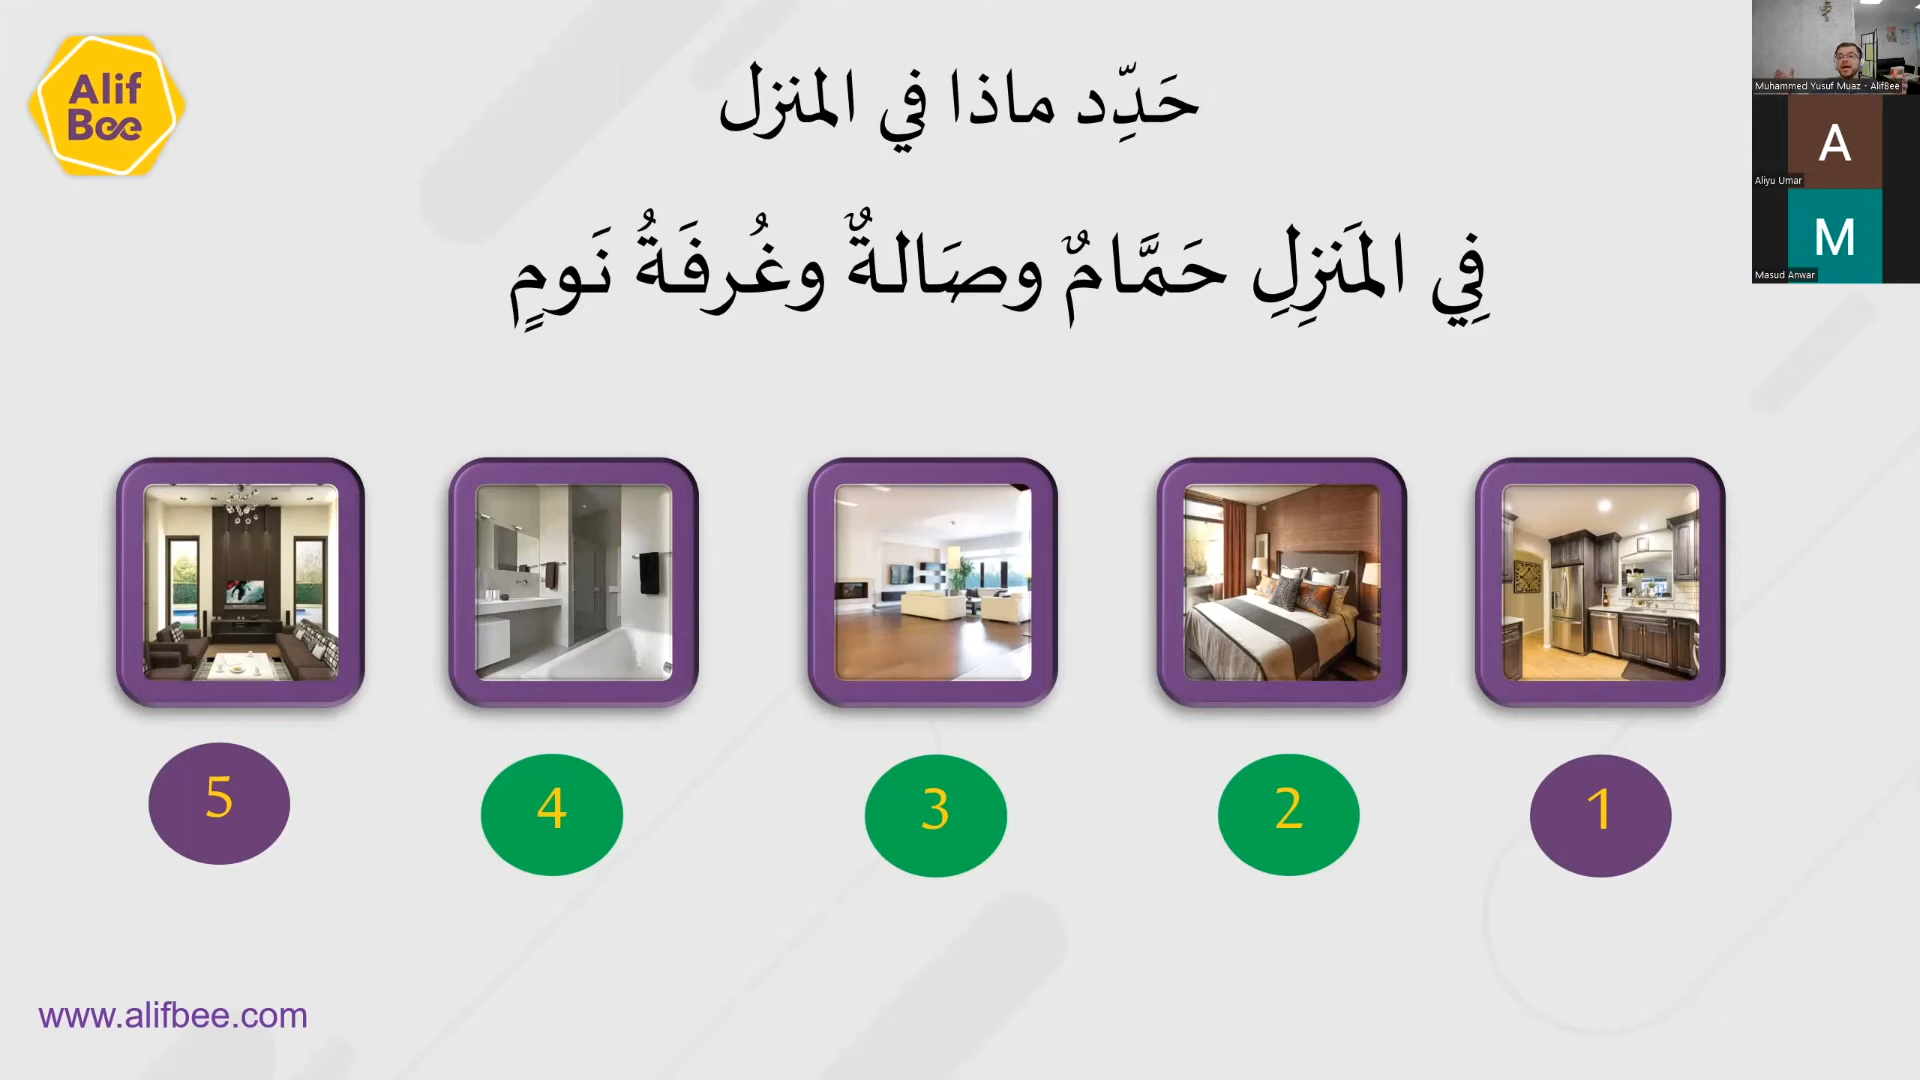 Alif
Bee
حَدِّد ماذا في المنزل
فِي المَنزِلِ حَمَّامٌ وصَالةٌ وغُرفَةُ نَومٍ
5
4
3
2
1
www.alifbee.com
Muhammed Yusuf Muaz - AlifBee
A
Aliyu Umar
M
Masud Anwar